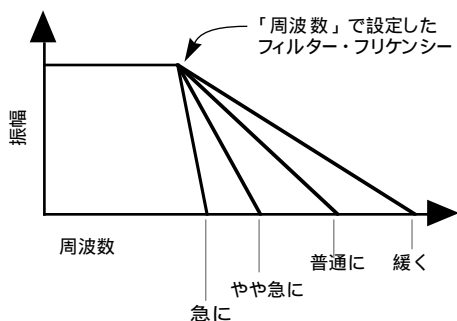 「周波数」で設定した
フィルター・フリケンシー
振幅
周波数
急に
やや急に
普通に
緩く